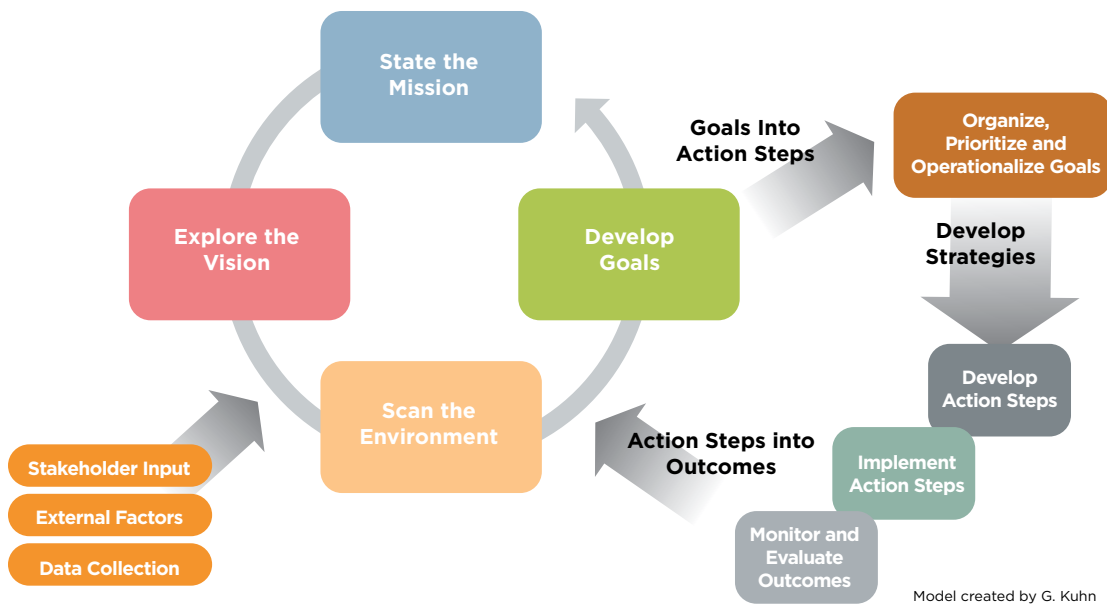 State the
Mission
Explore the
Vision
Scan the
Environment
Develop
Goals
Stakeholder Input
External Factors
Data Collection
Goals Into
Action Steps
Organize,
Prioritize and
Operationalize Goals
Develop
Strategies
Develop
Action Steps
Implement
Action Steps
Monitor and
Evaluate
Outcomes
Action Steps into
Outcomes
Model created by G. Kuhn